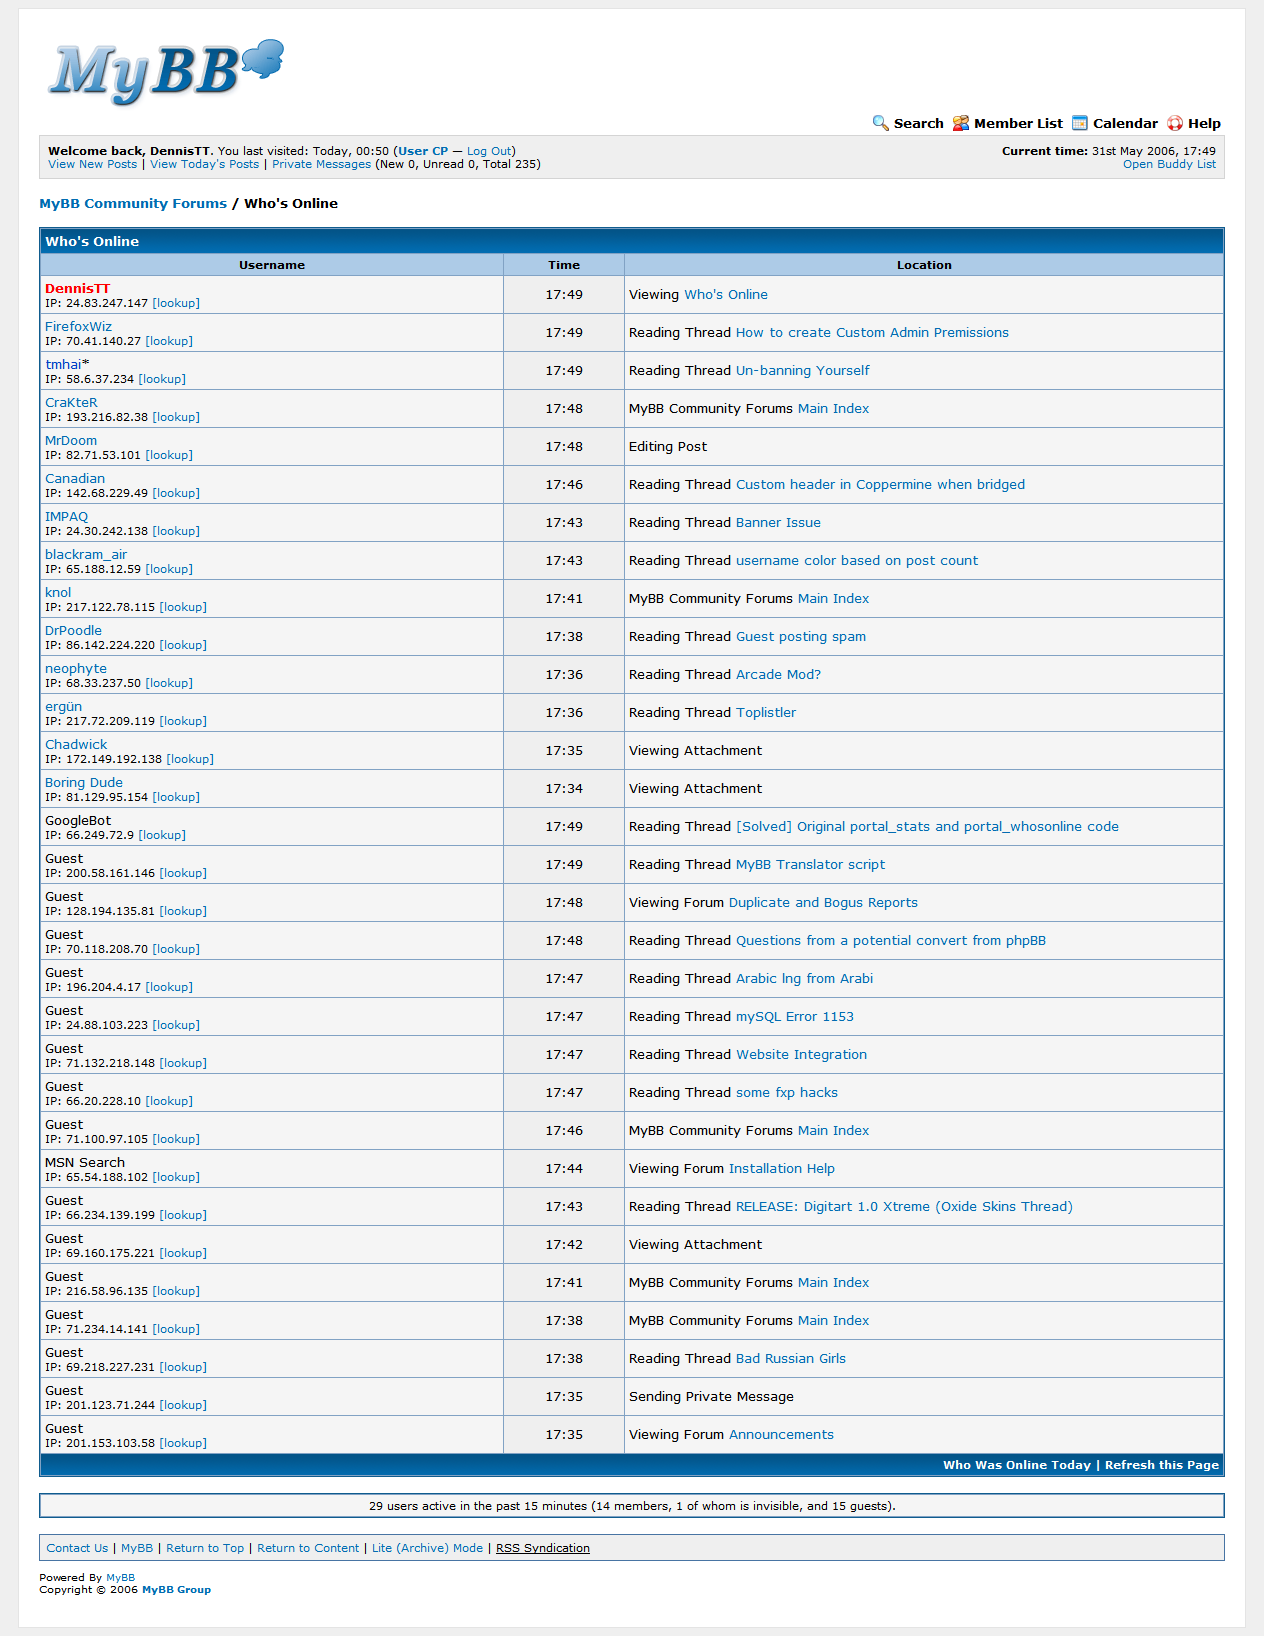 MyBB
Search Member List Calendar Help
Welcome back, DennisTT. You last visited: Today, 00:50 (User CP — Log Out)
Current time: 31st May 2006, 17:49
View New Posts | View Today's Posts | Private Messages (New 0, Unread 0, Total 235)
Open Buddy List
MyBB Community Forums / Who's Online
Who's Online
Username Time Location
DennisTT
IP: 24.83.247.147 [lookup]
17:49
Viewing Who's Online
FirefoxWiz
IP: 70.41.140.27 [lookup]
17:49
Reading Thread How to create Custom Admin Premissions
tmhai*
IP: 58.6.37.234 [lookup]
17:49
Reading Thread Un-banning Yourself
CraKteR
IP: 193.216.82.38 [lookup]
17:48
MyBB Community Forums Main Index
MrDoom
IP: 82.71.53.101 [lookup]
17:48
Editing Post
Canadian
IP: 142.68.229.49 [lookup]
17:46
Reading Thread Custom header in Coppermine when bridged
IMPAQ
IP: 24.30.242.138 [lookup]
17:43
Reading Thread Banner Issue
blackram_air
IP: 65.188.12.59 [lookup]
17:43
Reading Thread username color based on post count
knol
IP: 217.122.78.115 [lookup]
17:41
MyBB Community Forums Main Index
DrPoodle
IP: 86.142.224.220 [lookup]
17:38
Reading Thread Guest posting spam
neophyte
IP: 68.33.237.50 [lookup]
17:36
Reading Thread Arcade Mod?
ergün
IP: 217.72.209.119 [lookup]
17:36
Reading Thread Toplistler
Chadwick
IP: 172.149.192.138 [lookup]
17:35
Viewing Attachment
Boring Dude
IP: 81.129.95.154 [lookup]
17:34
Viewing Attachment
GoogleBot
IP: 66.249.72.9 [lookup]
17:49
Reading Thread [Solved] Original portal_stats and portal_whosonline code
Guest
IP: 200.58.161.146 [lookup]
17:49
Reading Thread MyBB Translator script
Guest
IP: 128.194.135.81 [lookup]
17:48
Viewing Forum Duplicate and Bogus Reports
Guest
IP: 70.118.208.70 [lookup]
17:48
Reading Thread Questions from a potential convert from phpBB
Guest
IP: 196.204.4.17 [lookup]
17:47
Reading Thread Arabic lng from Arabi
Guest
IP: 24.88.103.223 [lookup]
17:47
Reading Thread mySQL Error 1153
Guest
IP: 71.132.218.148 [lookup]
17:47
Reading Thread Website Integration
Guest
IP: 66.20.228.10 [lookup]
17:47
Reading Thread some fxp hacks
Guest
IP: 71.100.97.105 [lookup]
17:46
MyBB Community Forums Main Index
MSN Search
IP: 65.54.188.102 [lookup]
17:44
Viewing Forum Installation Help
Guest
IP: 66.234.139.199 [lookup]
17:43
Reading Thread RELEASE: Digitart 1.0 Xtreme (Oxide Skins Thread)
Guest
IP: 69.160.175.221 [lookup]
17:42
Viewing Attachment
Guest
IP: 216.58.96.135 [lookup]
17:41
MyBB Community Forums Main Index
Guest
IP: 71.234.14.141 [lookup]
17:38
MyBB Community Forums Main Index
Guest
IP: 69.218.227.231 [lookup]
17:38
Reading Thread Bad Russian Girls
Guest
IP: 201.123.71.244 [lookup]
17:35
Sending Private Message
Guest
IP: 201.153.103.58 [lookup]
17:35
Viewing Forum Announcements
Who Was Online Today | Refresh this Page
29 users active in the past 15 minutes (14 members, 1 of whom is invisible, and 15 guests).
Contact Us | MyBB | Return to Top | Return to Content | Lite (Archive) Mode | RSS Syndication
Powered By MyBB
Copyright © 2006 MyBB Group